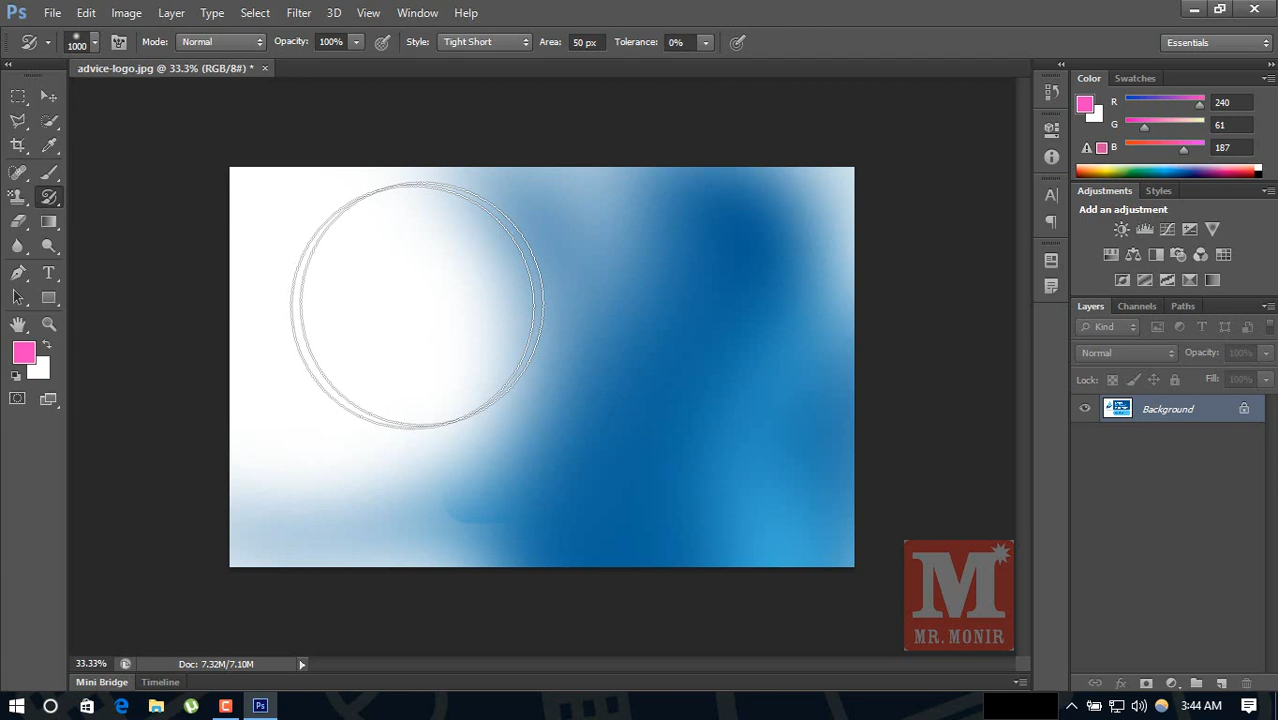 Ps File Edit Image Layer Type Select Filter 3D View Window Help
1000 Mode: Normal Opacity: 100% Style: Tight Short Area: 50 px Tolerance: 0% Essentials
advice-logo.jpg @ 33.3% (RGB/8#) * ×
Color Swatches
R 240
G 61
B 187
Adjustments Styles
Add an adjustment
Layers Channels Paths
Kind
Normal Opacity: 100%
Lock: Fill: 100%
Background
M
MR. MONIR
33.33% Doc: 7.32M/7.10M
Mini Bridge Timeline
3:44 AM